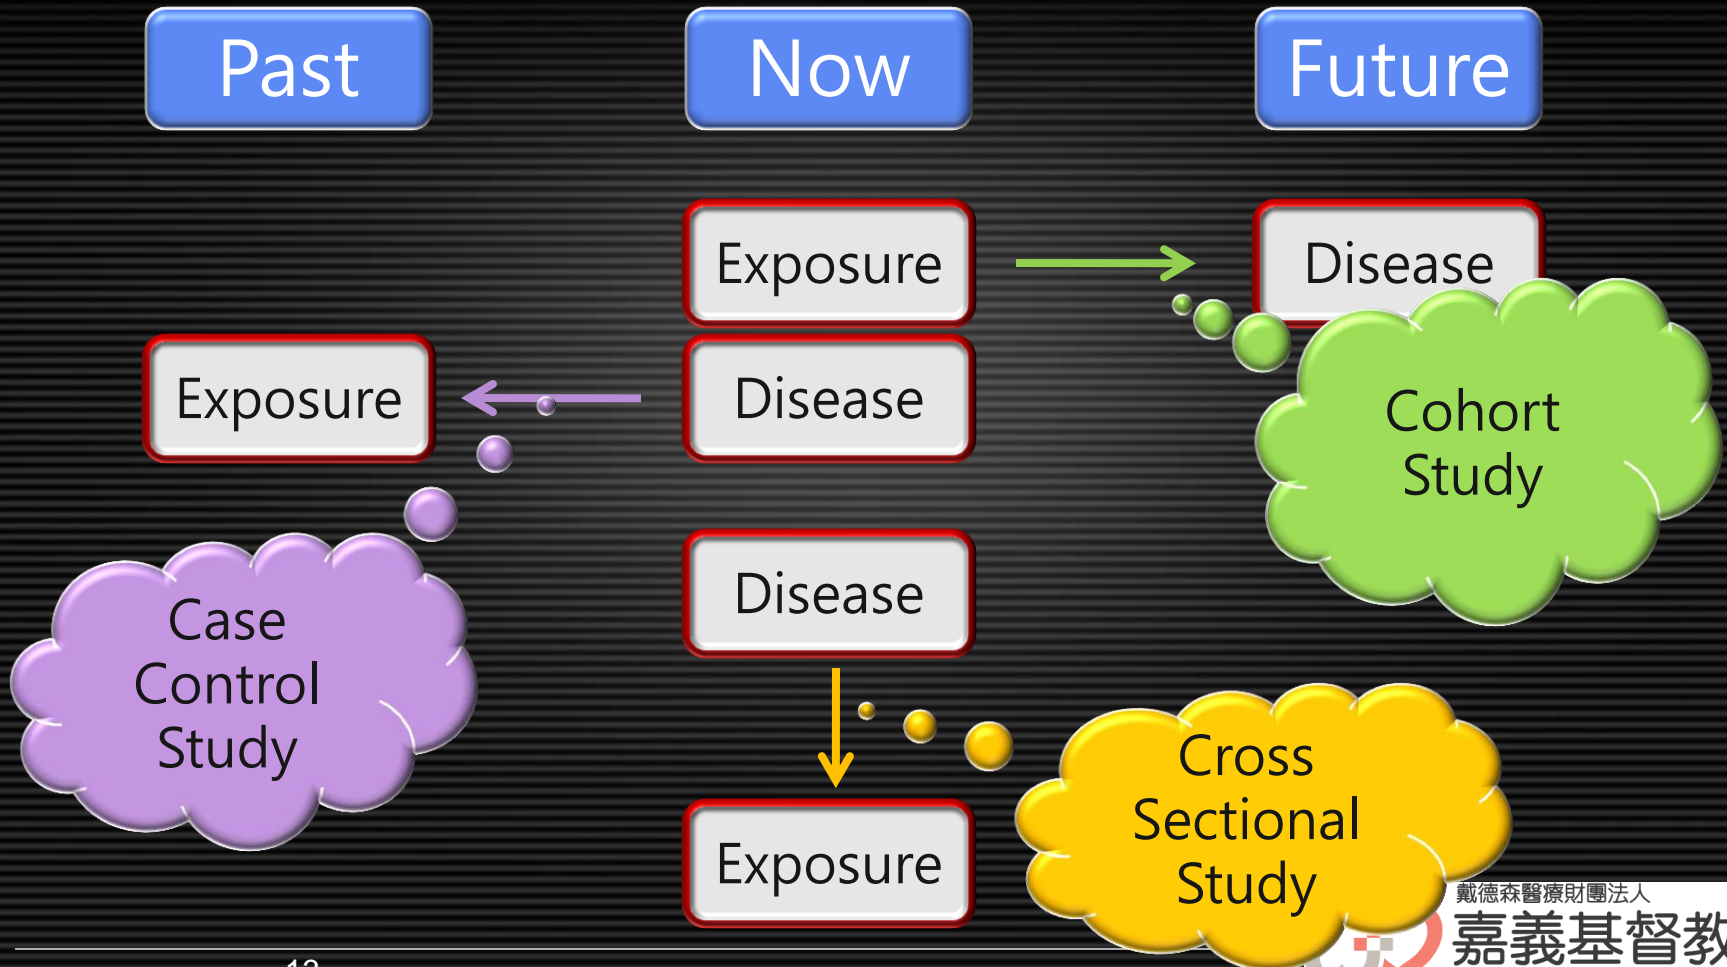 Past
Now
Future
Exposure
Disease
Exposure
Disease
Cohort
Study
Disease
Case
Control
Study
Cross
Sectional
Study
Exposure
戴德森醫療財團法人
嘉義基督教